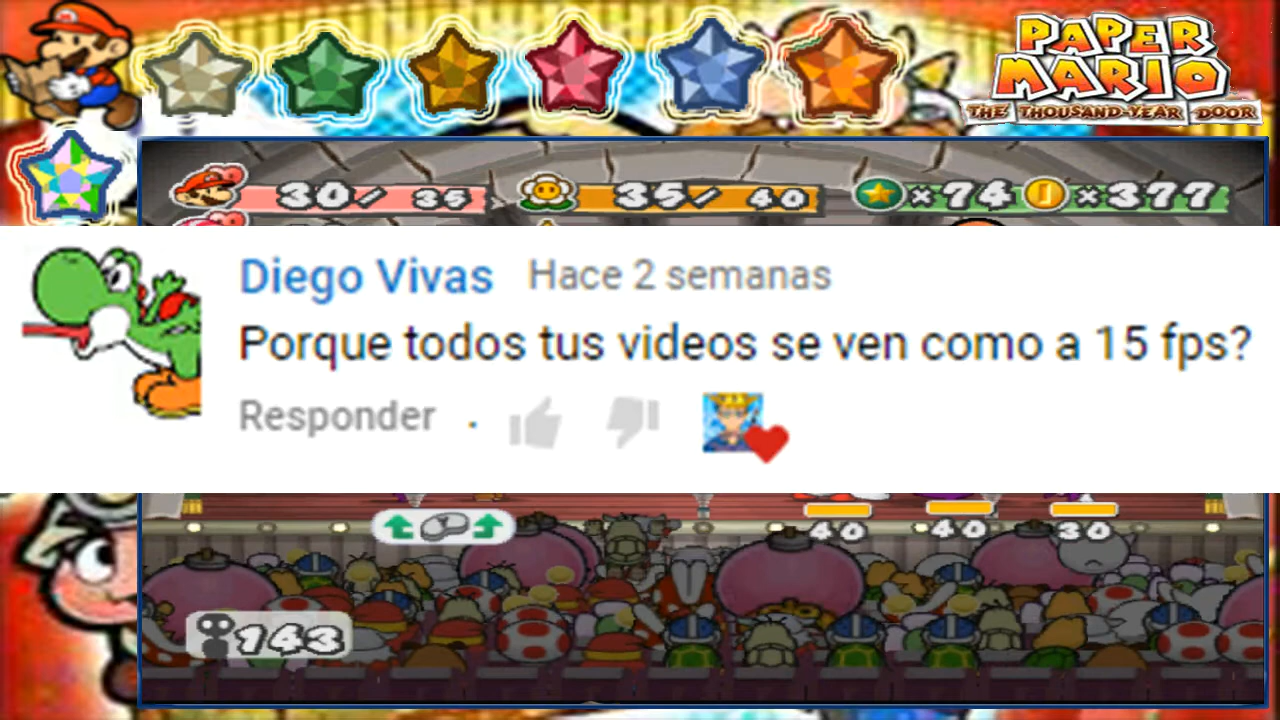 PAPER
MARIO
THE THOUSAND-YEAR DOOR
30/ 35 35/ 40 ×74 ×377
Diego Vivas Hace 2 semanas
Porque todos tus videos se ven como a 15 fps?
Responder
40 40 30
143